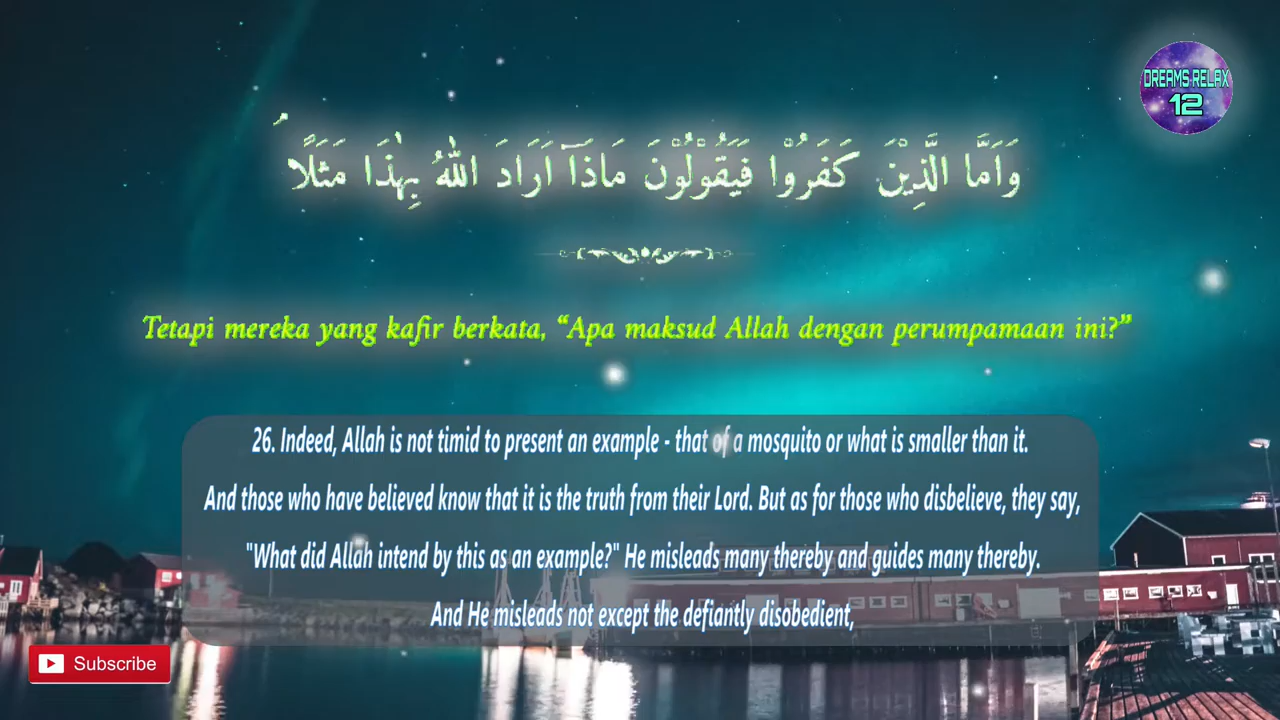 DREAMS RELAX
12
وَاَمَّا الَّذِيْنَ كَفَرُوْا فَيَقُوْلُوْنَ مَاذَآ اَرَادَ اللّٰهُ بِهٰذَا مَثَلًا ۘ
Tetapi mereka yang kafir berkata, “Apa maksud Allah dengan perumpamaan ini?”
26. Indeed, Allah is not timid to present an example - that of a mosquito or what is smaller than it.
And those who have believed know that it is the truth from their Lord. But as for those who disbelieve, they say,
"What did Allah intend by this as an example?" He misleads many thereby and guides many thereby.
And He misleads not except the defiantly disobedient,
Subscribe